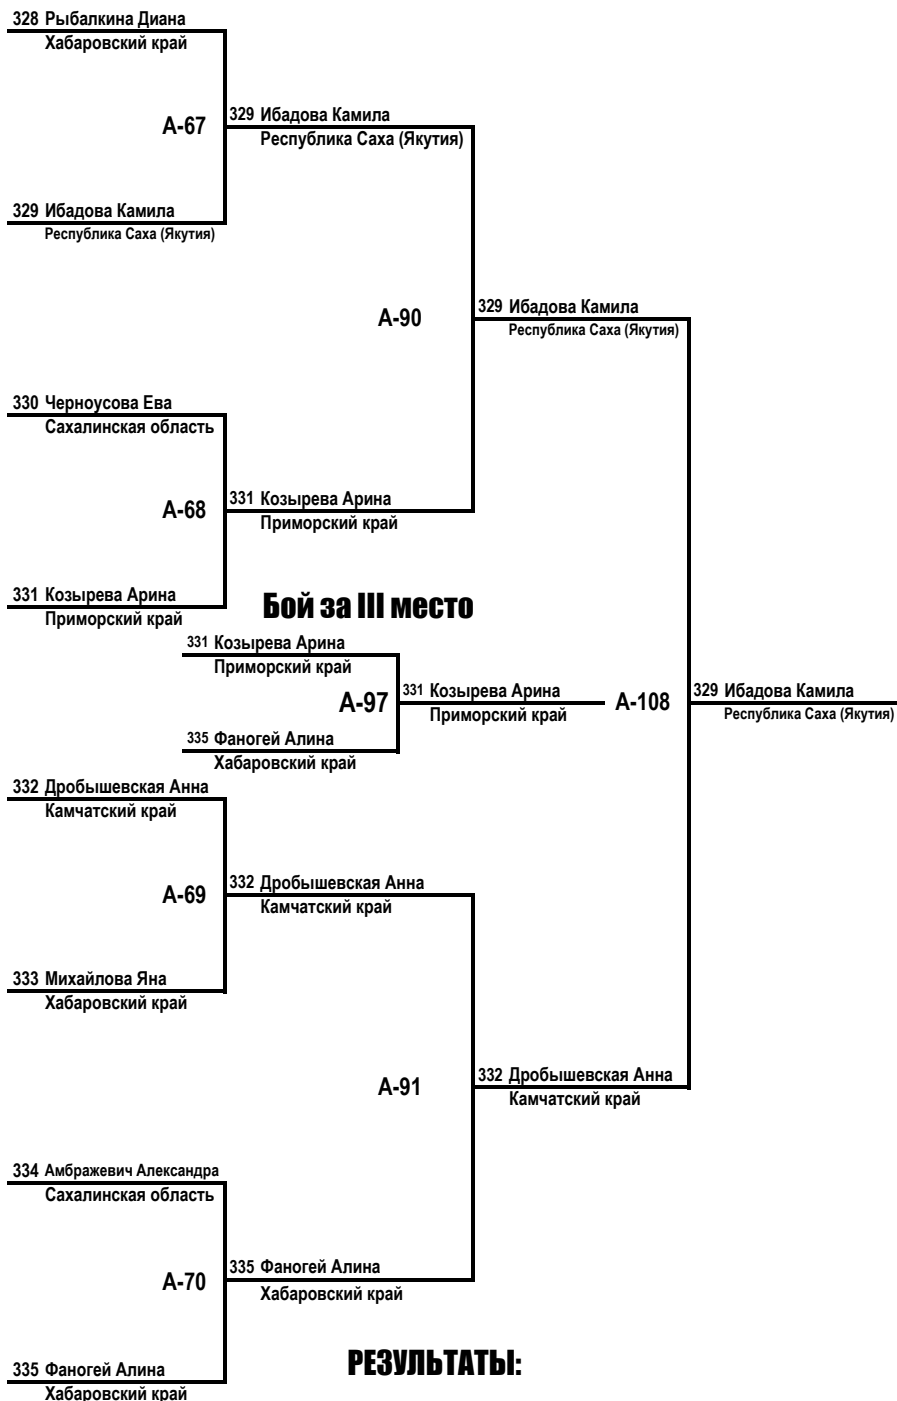 328 Рыбалкина Диана
Хабаровский край
А-67
329 Ибадова Камила
Республика Саха (Якутия)
329 Ибадова Камила
Республика Саха (Якутия)
А-90
329 Ибадова Камила
Республика Саха (Якутия)
330 Черноусова Ева
Сахалинская область
А-68
331 Козырева Арина
Приморский край
331 Козырева Арина
Приморский край
Бой за III место
331 Козырева Арина
Приморский край
А-97
331 Козырева Арина
Приморский край
А-108
329 Ибадова Камила
Республика Саха (Якутия)
335 Фаногей Алина
Хабаровский край
332 Дробышевская Анна
Камчатский край
А-69
332 Дробышевская Анна
Камчатский край
333 Михайлова Яна
Хабаровский край
А-91
332 Дробышевская Анна
Камчатский край
334 Амбражевич Александра
Сахалинская область
А-70
335 Фаногей Алина
Хабаровский край
РЕЗУЛЬТАТЫ:
335 Фаногей Алина
Хабаровский край